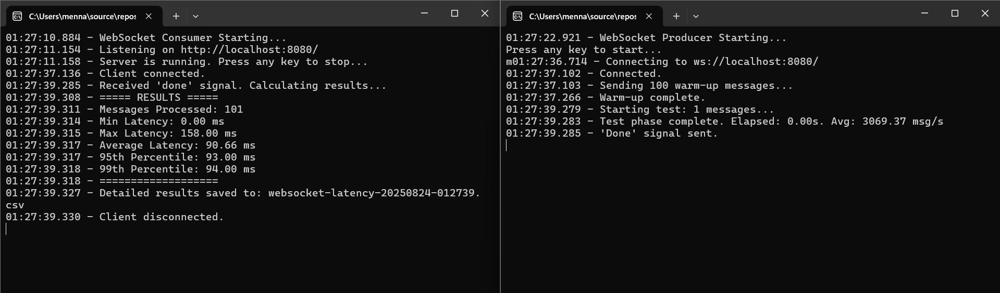 C:\Users\menna\source\repos
01:27:10.884 - WebSocket Consumer Starting...
01:27:11.154 - Listening on http://localhost:8080/
01:27:11.158 - Server is running. Press any key to stop...
01:27:37.136 - Client connected.
01:27:39.285 - Received 'done' signal. Calculating results...
01:27:39.308 - ===== RESULTS =====
01:27:39.311 - Messages Processed: 101
01:27:39.314 - Min Latency: 0.00 ms
01:27:39.315 - Max Latency: 158.00 ms
01:27:39.317 - Average Latency: 90.66 ms
01:27:39.317 - 95th Percentile: 93.00 ms
01:27:39.318 - 99th Percentile: 94.00 ms
01:27:39.318 - ===================
01:27:39.327 - Detailed results saved to: websocket-latency-20250824-012739.
csv
01:27:39.330 - Client disconnected.
C:\Users\menna\source\repos
01:27:22.921 - WebSocket Producer Starting...
Press any key to start...
m01:27:36.714 - Connecting to ws://localhost:8080/
01:27:37.102 - Connected.
01:27:37.103 - Sending 100 warm-up messages...
01:27:37.266 - Warm-up complete.
01:27:39.279 - Starting test: 1 messages...
01:27:39.283 - Test phase complete. Elapsed: 0.00s. Avg: 3069.37 msg/s
01:27:39.285 - 'Done' signal sent.